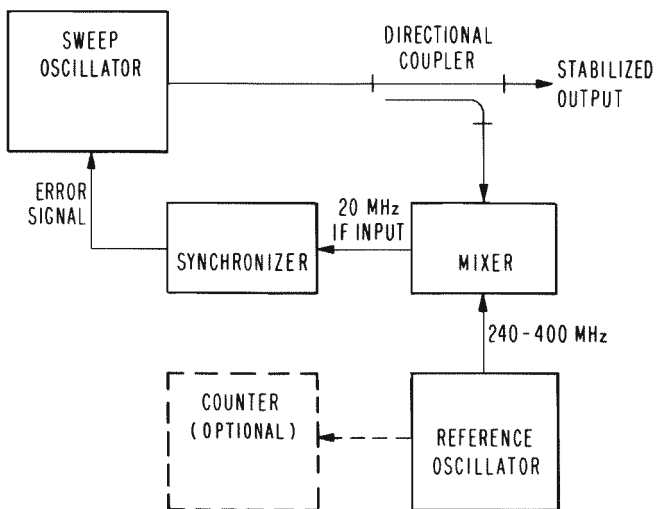 SWEEP
OSCILLATOR
DIRECTIONAL
COUPLER
STABILIZED
OUTPUT
ERROR
SIGNAL
SYNCHRONIZER
20 MHz
IF INPUT
MIXER
240-400 MHz
COUNTER
(OPTIONAL)
REFERENCE
OSCILLATOR